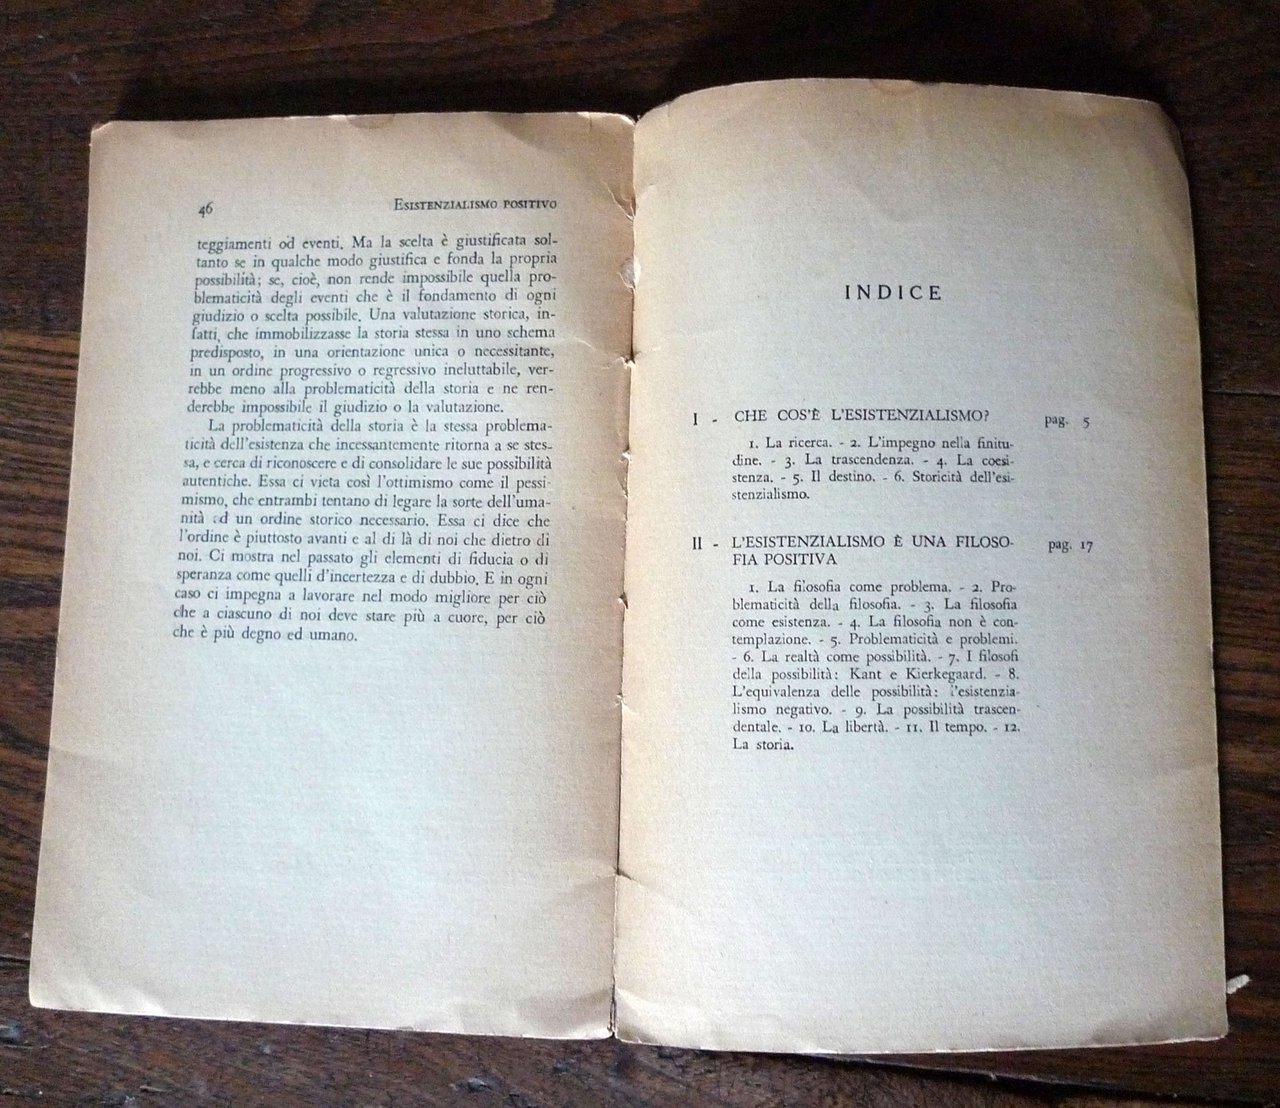 46 ESISTENZIALISMO POSITIVO
teggiamenti od eventi. Ma la scelta è giustificata sol-
tanto se in qualche modo giustifica e fonda la propria
possibilità; se, cioè, non rende impossibile quella pro-
blematicità degli eventi che è il fondamento di ogni
giudizio o scelta possibile. Una valutazione storica, in-
fatti, che immobilizzasse la storia stessa in uno schema
predisposto, in una orientazione unica o necessitante,
in un ordine progressivo o regressivo ineluttabile, ver-
rebbe meno alla problematicità della storia e ne ren-
derebbe impossibile il giudizio o la valutazione.
La problematicità della storia è la stessa problema-
ticità dell'esistenza che incessantemente ritorna a se stes-
sa, e cerca di riconoscere e di consolidare le sue possibilità
autentiche. Essa ci vieta così l'ottimismo come il pessi-
mismo, che entrambi tentano di legare la sorte dell'uma-
nità ad un ordine storico necessario. Essa ci dice che
l'ordine è piuttosto avanti e al di là di noi che dietro di
noi. Ci mostra nel passato gli elementi di fiducia o di
speranza come quelli d'incertezza e di dubbio. E in ogni
caso ci impegna a lavorare nel modo migliore per ciò
che a ciascuno di noi deve stare più a cuore, per ciò
che è più degno ed umano.
INDICE
I - CHE COS'È L'ESISTENZIALISMO? pag. 5
1. La ricerca. - 2. L'impegno nella finitu-
dine. - 3. La trascendenza. - 4. La coesi-
stenza. - 5. Il destino. - 6. Storicità dell'esi-
stenzialismo.
II - L'ESISTENZIALISMO È UNA FILOSO- pag. 17
FIA POSITIVA
1. La filosofia come problema. - 2. Pro-
blematicità della filosofia. - 3. La filosofia
come esistenza. - 4. La filosofia non è con-
templazione. - 5. Problematicità e problemi.
- 6. La realtà come possibilità. - 7. I filosofi
della possibilità: Kant e Kierkegaard. - 8.
L'equivalenza delle possibilità: l'esistenzia-
lismo negativo. - 9. La possibilità trascen-
dentale. - 10. La libertà. - 11. Il tempo. - 12.
La storia.